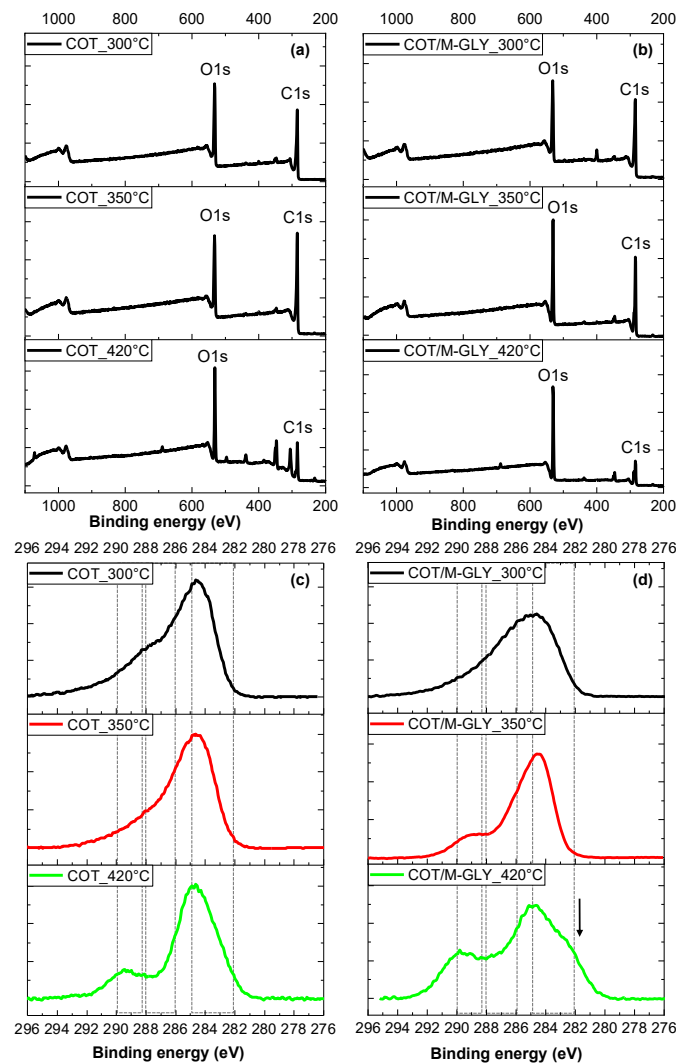 1000 800 600 400 200
COT_300°C
(a)
O1s
C1s
COT_350°C
O1s
C1s
COT_420°C
O1s
C1s
1000 800 600 400 200
Binding energy (eV)
1000 800 600 400 200
COT/M-GLY_300°C
(b)
O1s
C1s
COT/M-GLY_350°C
O1s
C1s
COT/M-GLY_420°C
O1s
C1s
1000 800 600 400 200
Binding energy (eV)
296 294 292 290 288 286 284 282 280 278 276
COT_300°C
(c)
COT_350°C
COT_420°C
296 294 292 290 288 286 284 282 280 278 276
Binding energy (eV)
296 294 292 290 288 286 284 282 280 278 276
COT/M-GLY_300°C
(d)
COT/M-GLY_350°C
COT/M-GLY_420°C
296 294 292 290 288 286 284 282 280 278 276
Binding energy (eV)